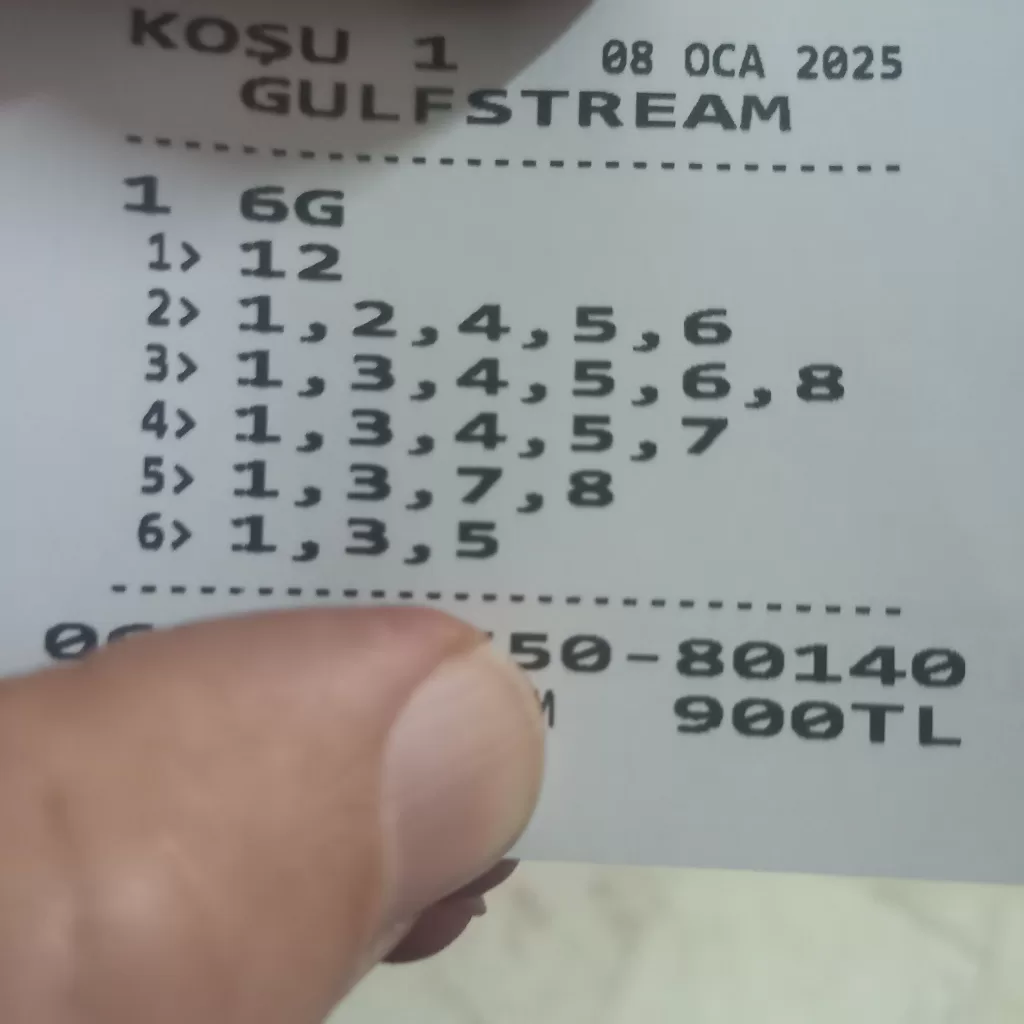 KOŞU 1 08 OCA 2025
GULFSTREAM
1 6G
1> 12
2> 1,2,4,5,6
3> 1,3,4,5,6,8
4> 1,3,4,5,7
5> 1,3,7,8
6> 1,3,5
50-80140
900TL